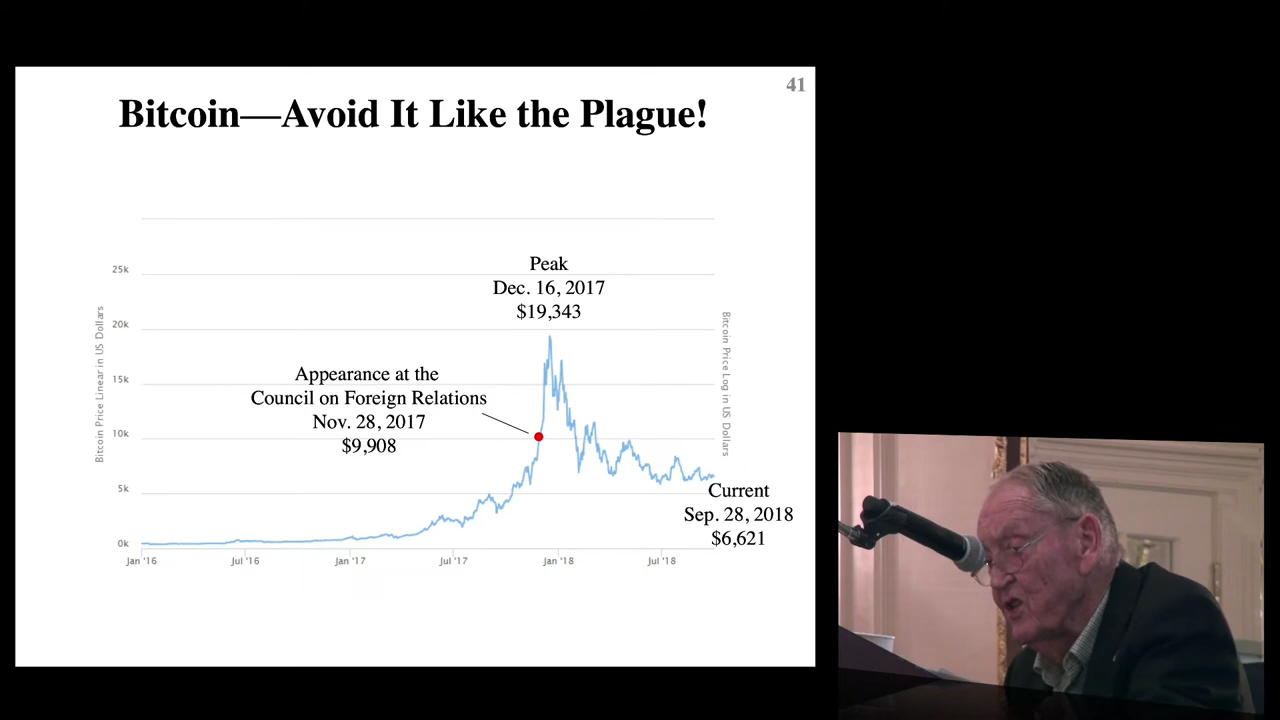 41
Bitcoin—Avoid It Like the Plague!
Peak
Dec. 16, 2017
$19,343
Appearance at the
Council on Foreign Relations
Nov. 28, 2017
$9,908
Current
Sep. 28, 2018
$6,621
Bitcoin Price Linear in US Dollars
25k
20k
15k
10k
5k
0k
Jan '16
Jul '16
Jan '17
Jul '17
Jan '18
Jul '18
Bitcoin Price Log in US Dollars